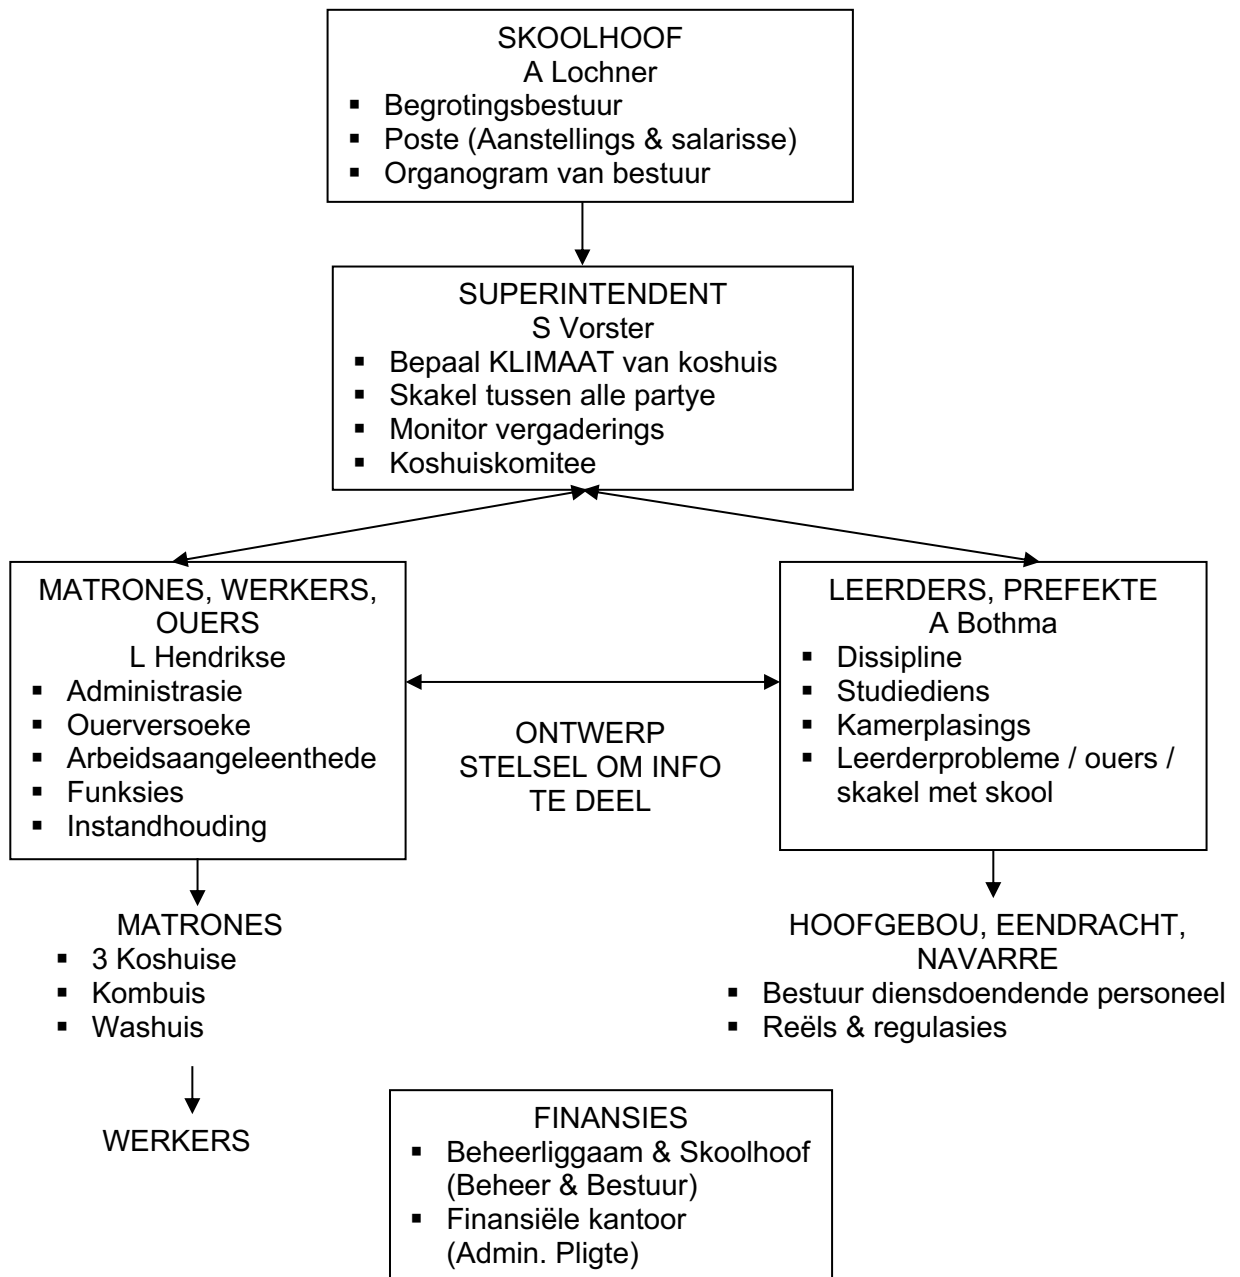 SKOOLHOOF
A Lochner
▪ Begrotingsbestuur
▪ Poste (Aanstellings & salarisse)
▪ Organogram van bestuur
SUPERINTENDENT
S Vorster
▪ Bepaal KLIMAAT van koshuis
▪ Skakel tussen alle partye
▪ Monitor vergaderings
▪ Koshuiskomitee
MATRONES, WERKERS,
OUERS
L Hendrikse
▪ Administrasie
▪ Ouerversoeke
▪ Arbeidsaangeleenthede
▪ Funksies
▪ Instandhouding
ONTWERP
STELSEL OM INFO
TE DEEL
LEERDERS, PREFEKTE
A Bothma
▪ Dissipline
▪ Studiediens
▪ Kamerplasings
▪ Leerderprobleme / ouers /
skakel met skool
MATRONES
▪ 3 Koshuise
▪ Kombuis
▪ Washuis
WERKERS
HOOFGEBOU, EENDRACHT,
NAVARRE
▪ Bestuur diensdoendende personeel
▪ Reëls & regulasies
FINANSIES
▪ Beheerliggaam & Skoolhoof
(Beheer & Bestuur)
▪ Finansiële kantoor
(Admin. Pligte)